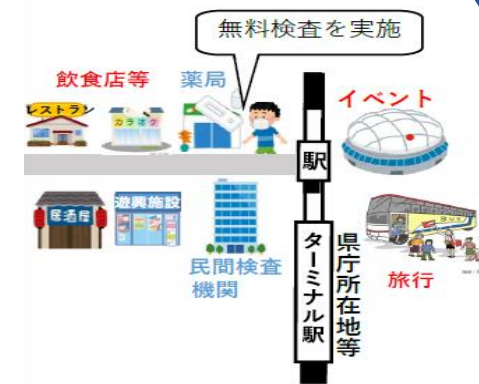 無料検査を実施
飲食店等
薬局
イベント
レストラン
カラオケ
駅
居酒屋
遊興施設
民間検査
機関
ターミナル駅
県庁所在地等
旅行